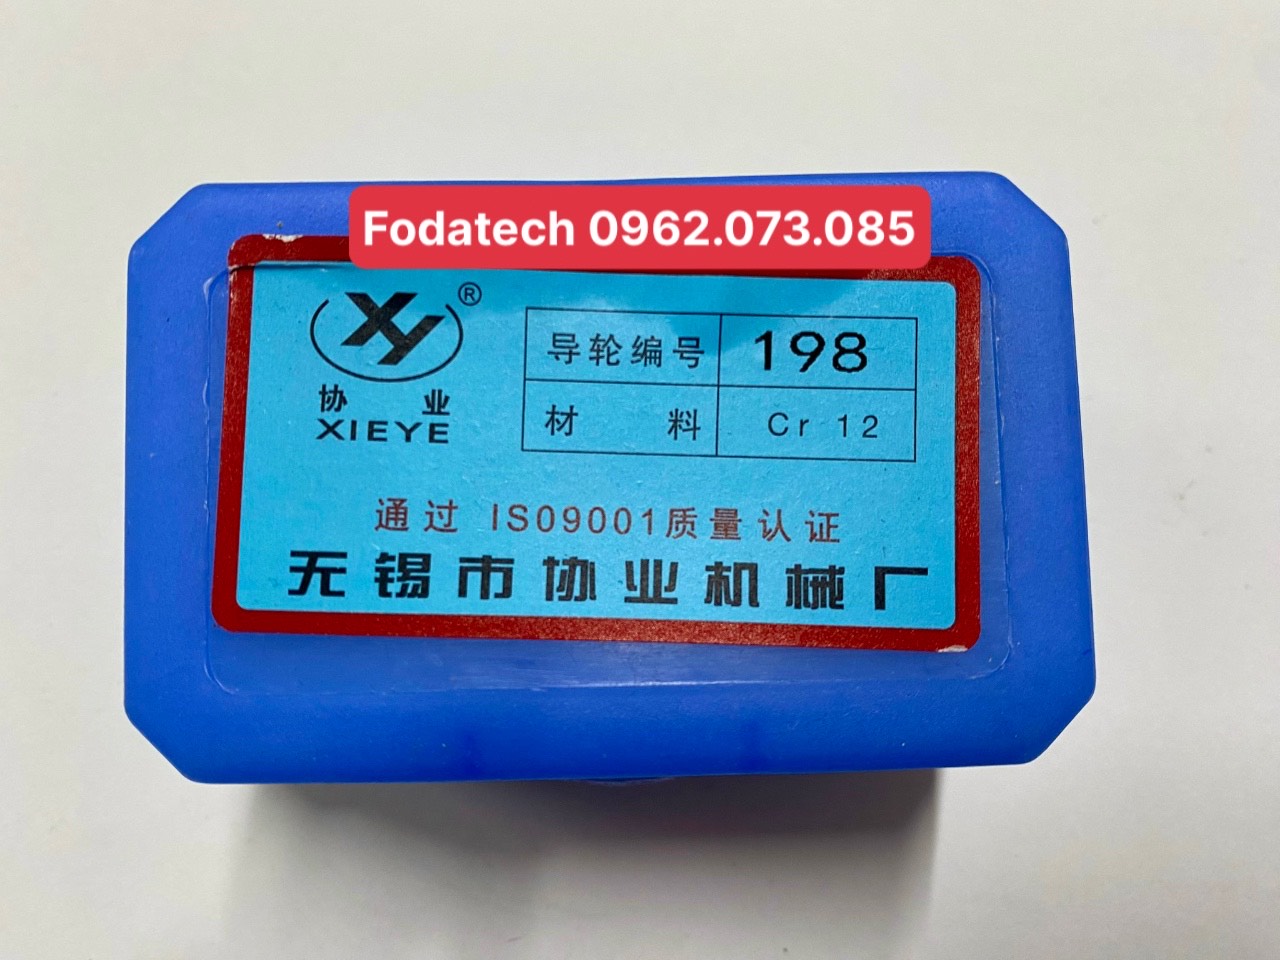 Fodatech 0962.073.085
XY®
协业
XIEYE
导轮编号 198
材料 Cr 12
通过 ISO9001质量认证
无锡市协业机械厂